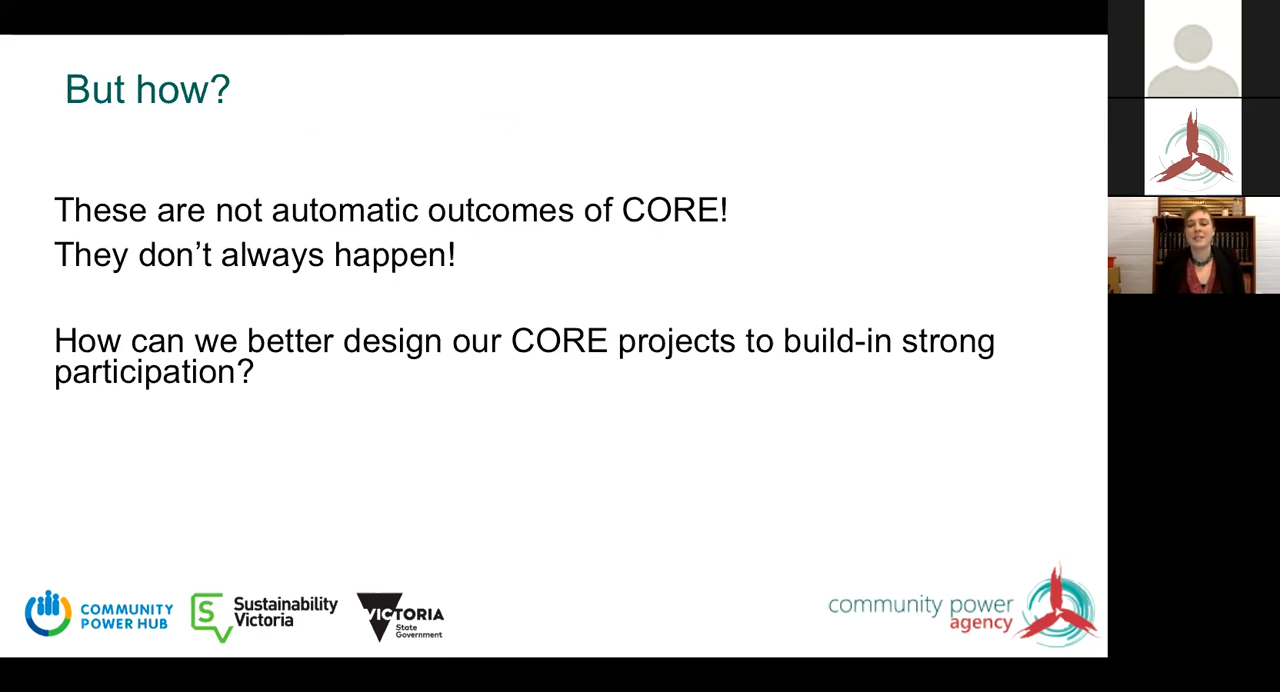 But how?
These are not automatic outcomes of CORE!
They don’t always happen!
How can we better design our CORE projects to build-in strong
participation?
COMMUNITY
POWER HUB
S
Sustainability
Victoria
VICTORIA
State
Government
community power
agency